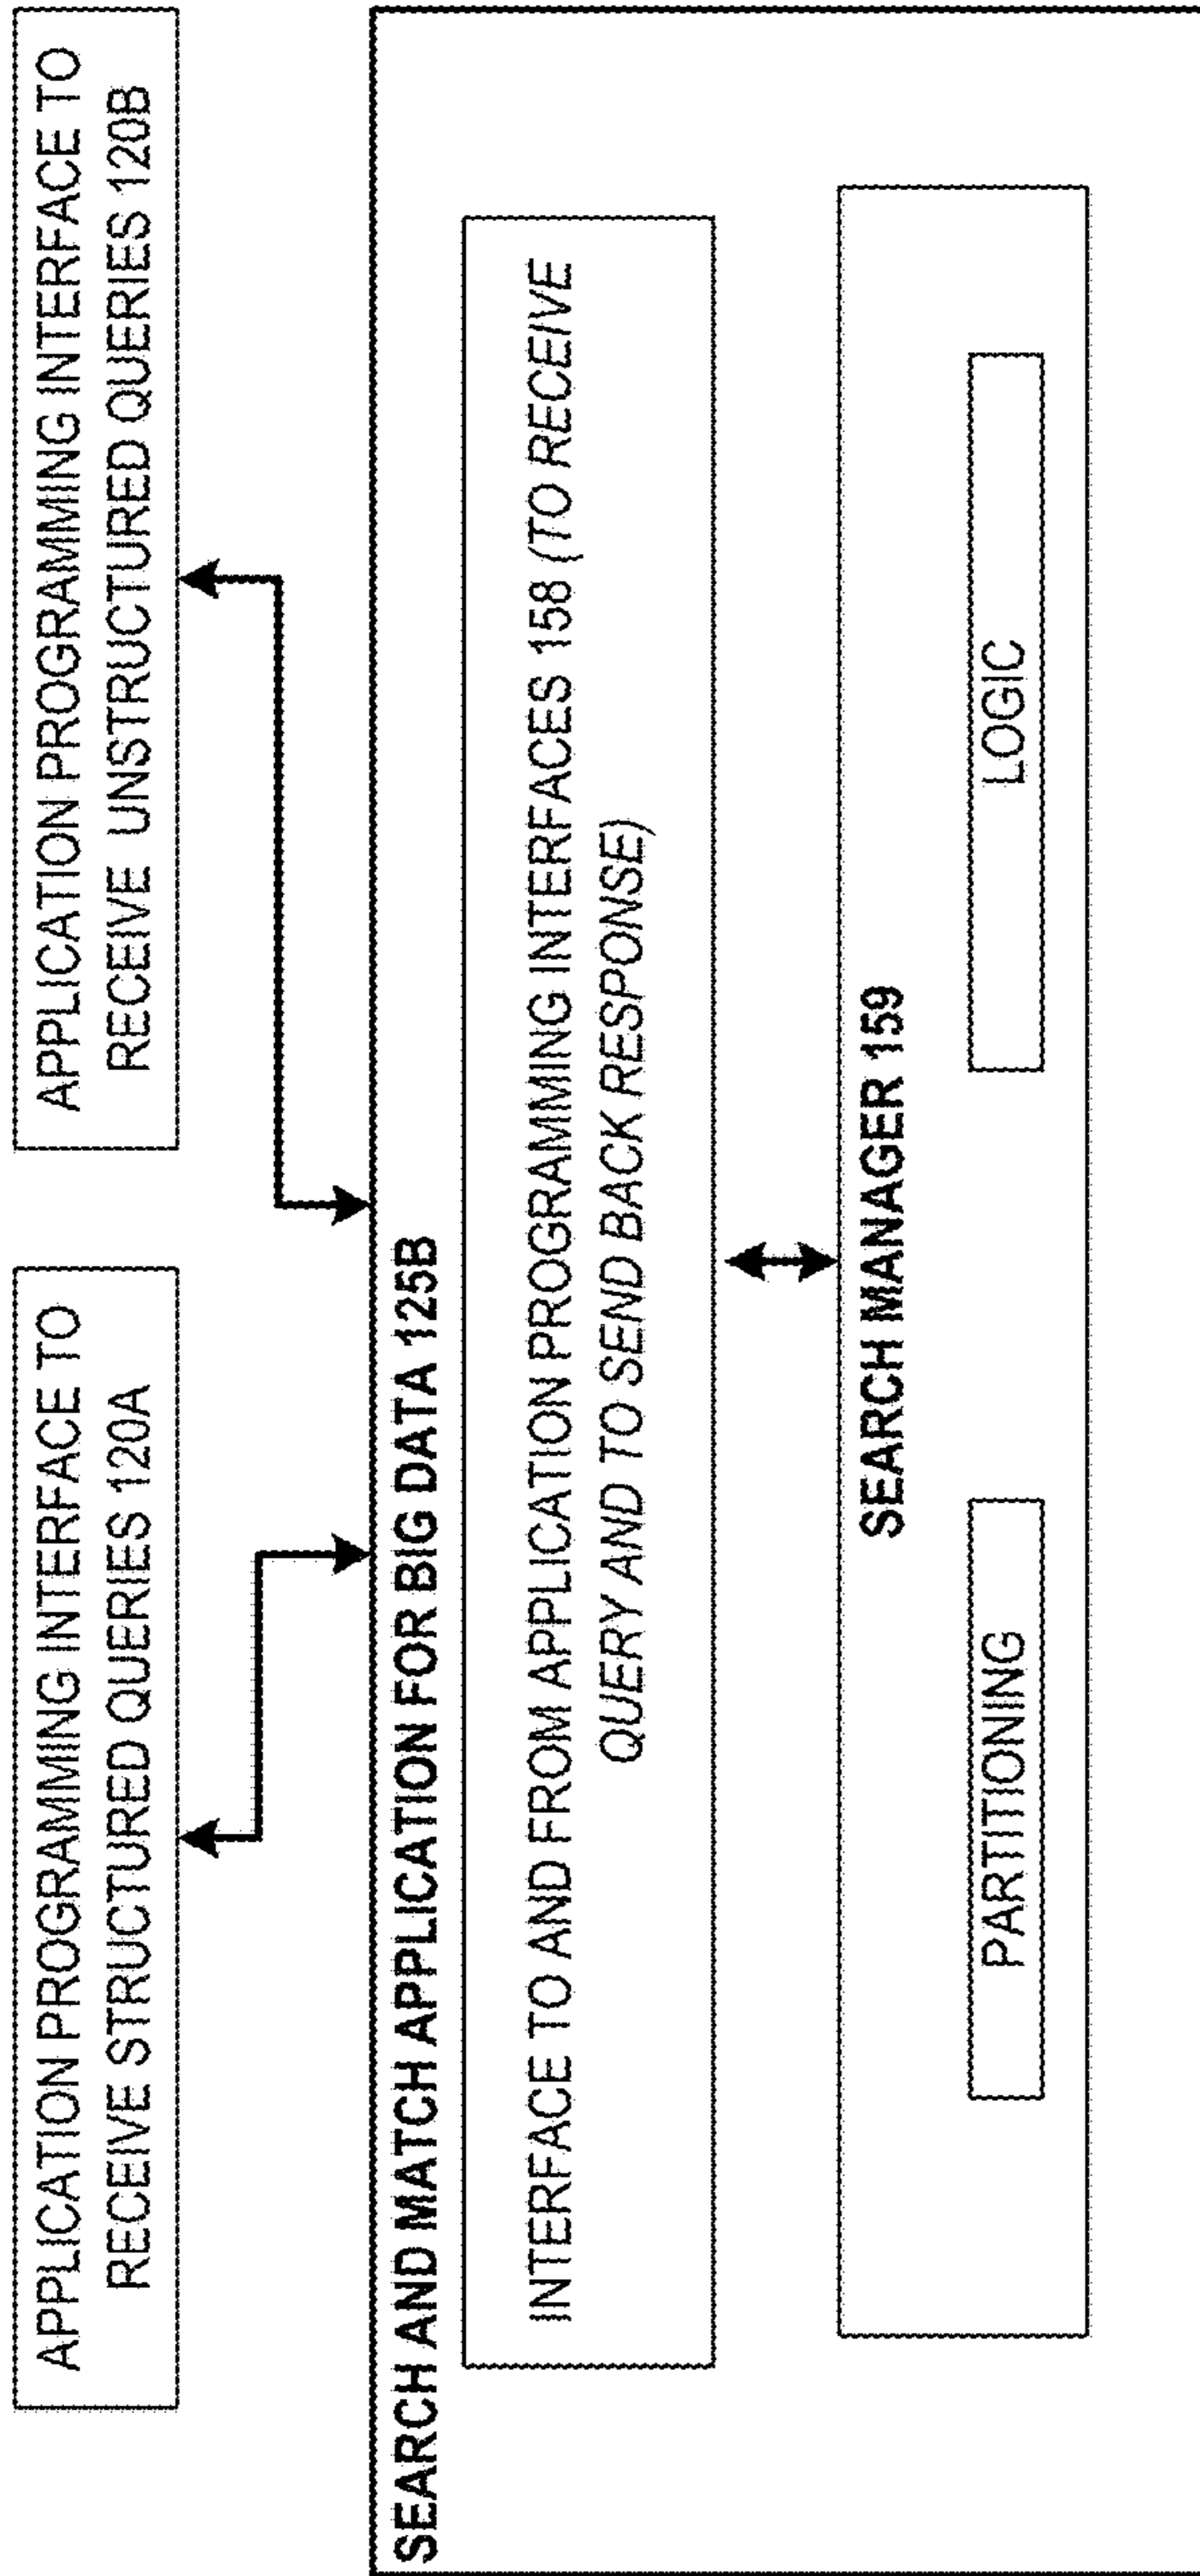 APPLICATION PROGRAMMING INTERFACE TO
RECEIVE STRUCTURED QUERIES 120A
APPLICATION PROGRAMMING INTERFACE TO
RECEIVE UNSTRUCTURED QUERIES 120B
SEARCH AND MATCH APPLICATION FOR BIG DATA 125B
INTERFACE TO AND FROM APPLICATION PROGRAMMING INTERFACES 158 (TO RECEIVE
QUERY AND TO SEND BACK RESPONSE)
SEARCH MANAGER 159
PARTITIONING
LOGIC